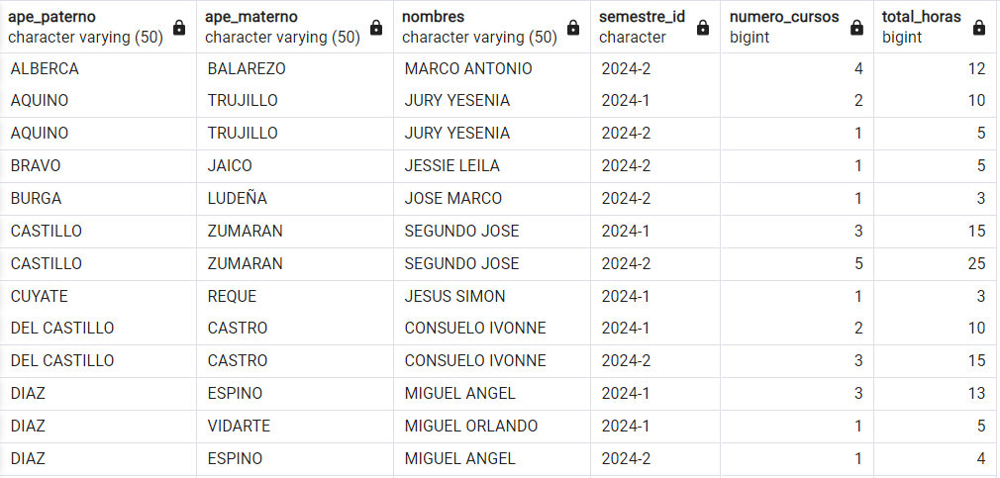 ape_paterno ape_materno nombres semestre_id numero_cursos total_horas
character varying (50) character varying (50) character varying (50) character bigint bigint
ALBERCA BALAREZO MARCO ANTONIO 2024-2 4 12
AQUINO TRUJILLO JURY YESENIA 2024-1 2 10
AQUINO TRUJILLO JURY YESENIA 2024-2 1 5
BRAVO JAICO JESSIE LEILA 2024-2 1 5
BURGA LUDEÑA JOSE MARCO 2024-2 1 3
CASTILLO ZUMARAN SEGUNDO JOSE 2024-1 3 15
CASTILLO ZUMARAN SEGUNDO JOSE 2024-2 5 25
CUYATE REQUE JESUS SIMON 2024-1 1 3
DEL CASTILLO CASTRO CONSUELO IVONNE 2024-1 2 10
DEL CASTILLO CASTRO CONSUELO IVONNE 2024-2 3 15
DIAZ ESPINO MIGUEL ANGEL 2024-1 3 13
DIAZ VIDARTE MIGUEL ORLANDO 2024-1 1 5
DIAZ ESPINO MIGUEL ANGEL 2024-2 1 4